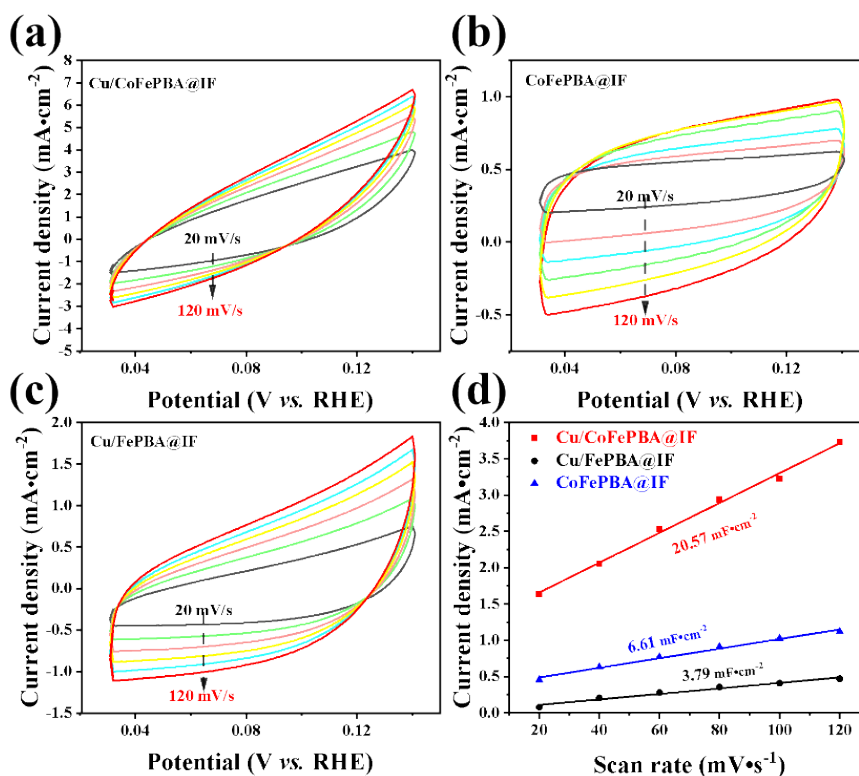 (a)
Cu/CoFePBA@IF
20 mV/s
120 mV/s
8
7
6
5
4
3
2
1
0
-1
-2
-3
-4
-5
0.04
0.08
0.12
Current density (mA•cm-2)
Potential (V vs. RHE)
(b)
CoFePBA@IF
20 mV/s
120 mV/s
1.0
0.5
0.0
-0.5
0.04
0.08
0.12
Current density (mA•cm-2)
Potential (V vs. RHE)
(c)
Cu/FePBA@IF
20 mV/s
120 mV/s
2.0
1.5
1.0
0.5
0.0
-0.5
-1.0
-1.5
0.04
0.08
0.12
Current density (mA•cm-2)
Potential (V vs. RHE)
(d)
Cu/CoFePBA@IF
Cu/FePBA@IF
CoFePBA@IF
20.57 mF•cm-2
6.61 mF•cm-2
3.79 mF•cm-2
4.0
3.5
3.0
2.5
2.0
1.5
1.0
0.5
0.0
20
40
60
80
100
120
Current density (mA•cm-2)
Scan rate (mV•s-1)